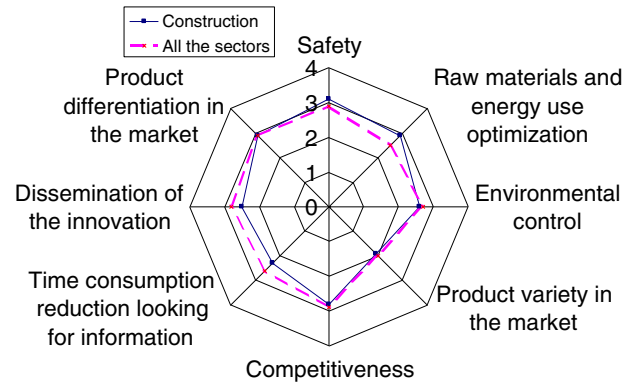 Construction
All the sectors
Safety
4
3
2
1
0
Raw materials and
energy use
optimization
Environmental
control
Product variety in
the market
Competitiveness
Time consumption
reduction looking
for information
Dissemination of
the innovation
Product
differentiation in
the market